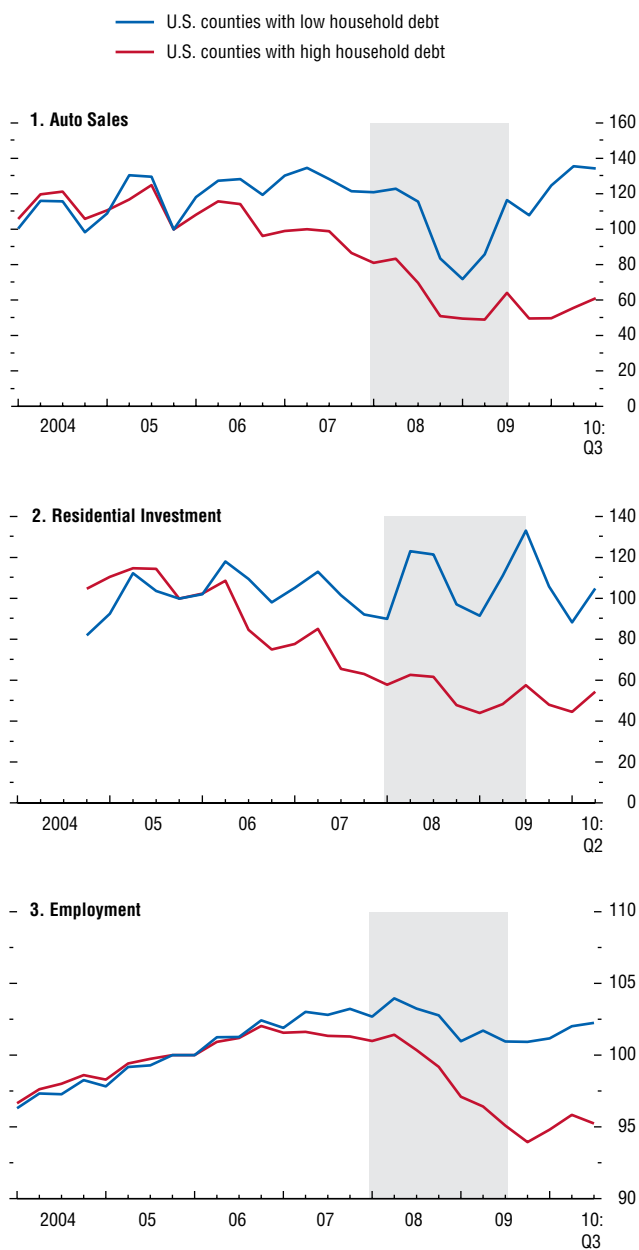 U.S. counties with low household debt
U.S. counties with high household debt
1. Auto Sales
160
140
120
100
80
60
40
20
0
2004 05 06 07 08 09 10:
Q3
2. Residential Investment
140
120
100
80
60
40
20
0
2004 05 06 07 08 09 10:
Q2
3. Employment
110
105
100
95
90
2004 05 06 07 08 09 10:
Q3